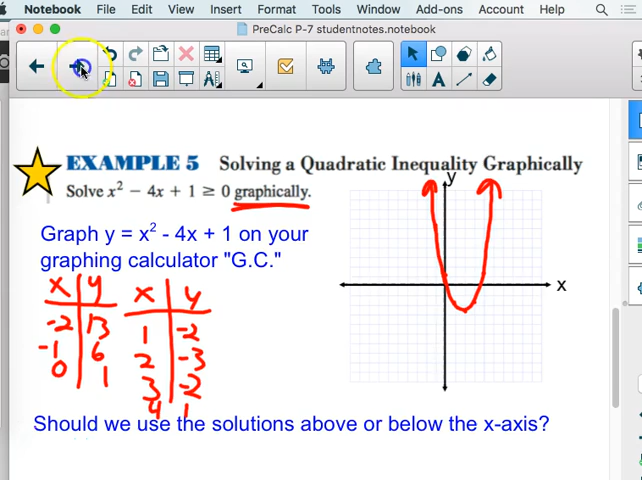 Notebook File Edit View Insert Format Tools Window Add-ons Account Help
PreCalc P-7 studentnotes.notebook
EXAMPLE 5 Solving a Quadratic Inequality Graphically
Solve x² − 4x + 1 ≥ 0 graphically.
y
Graph y = x² - 4x + 1 on your
graphing calculator "G.C."
x
x y
-2 13
-1 6
0 1
x y
1 -2
2 -3
3 -2
4 1
Should we use the solutions above or below the x-axis?